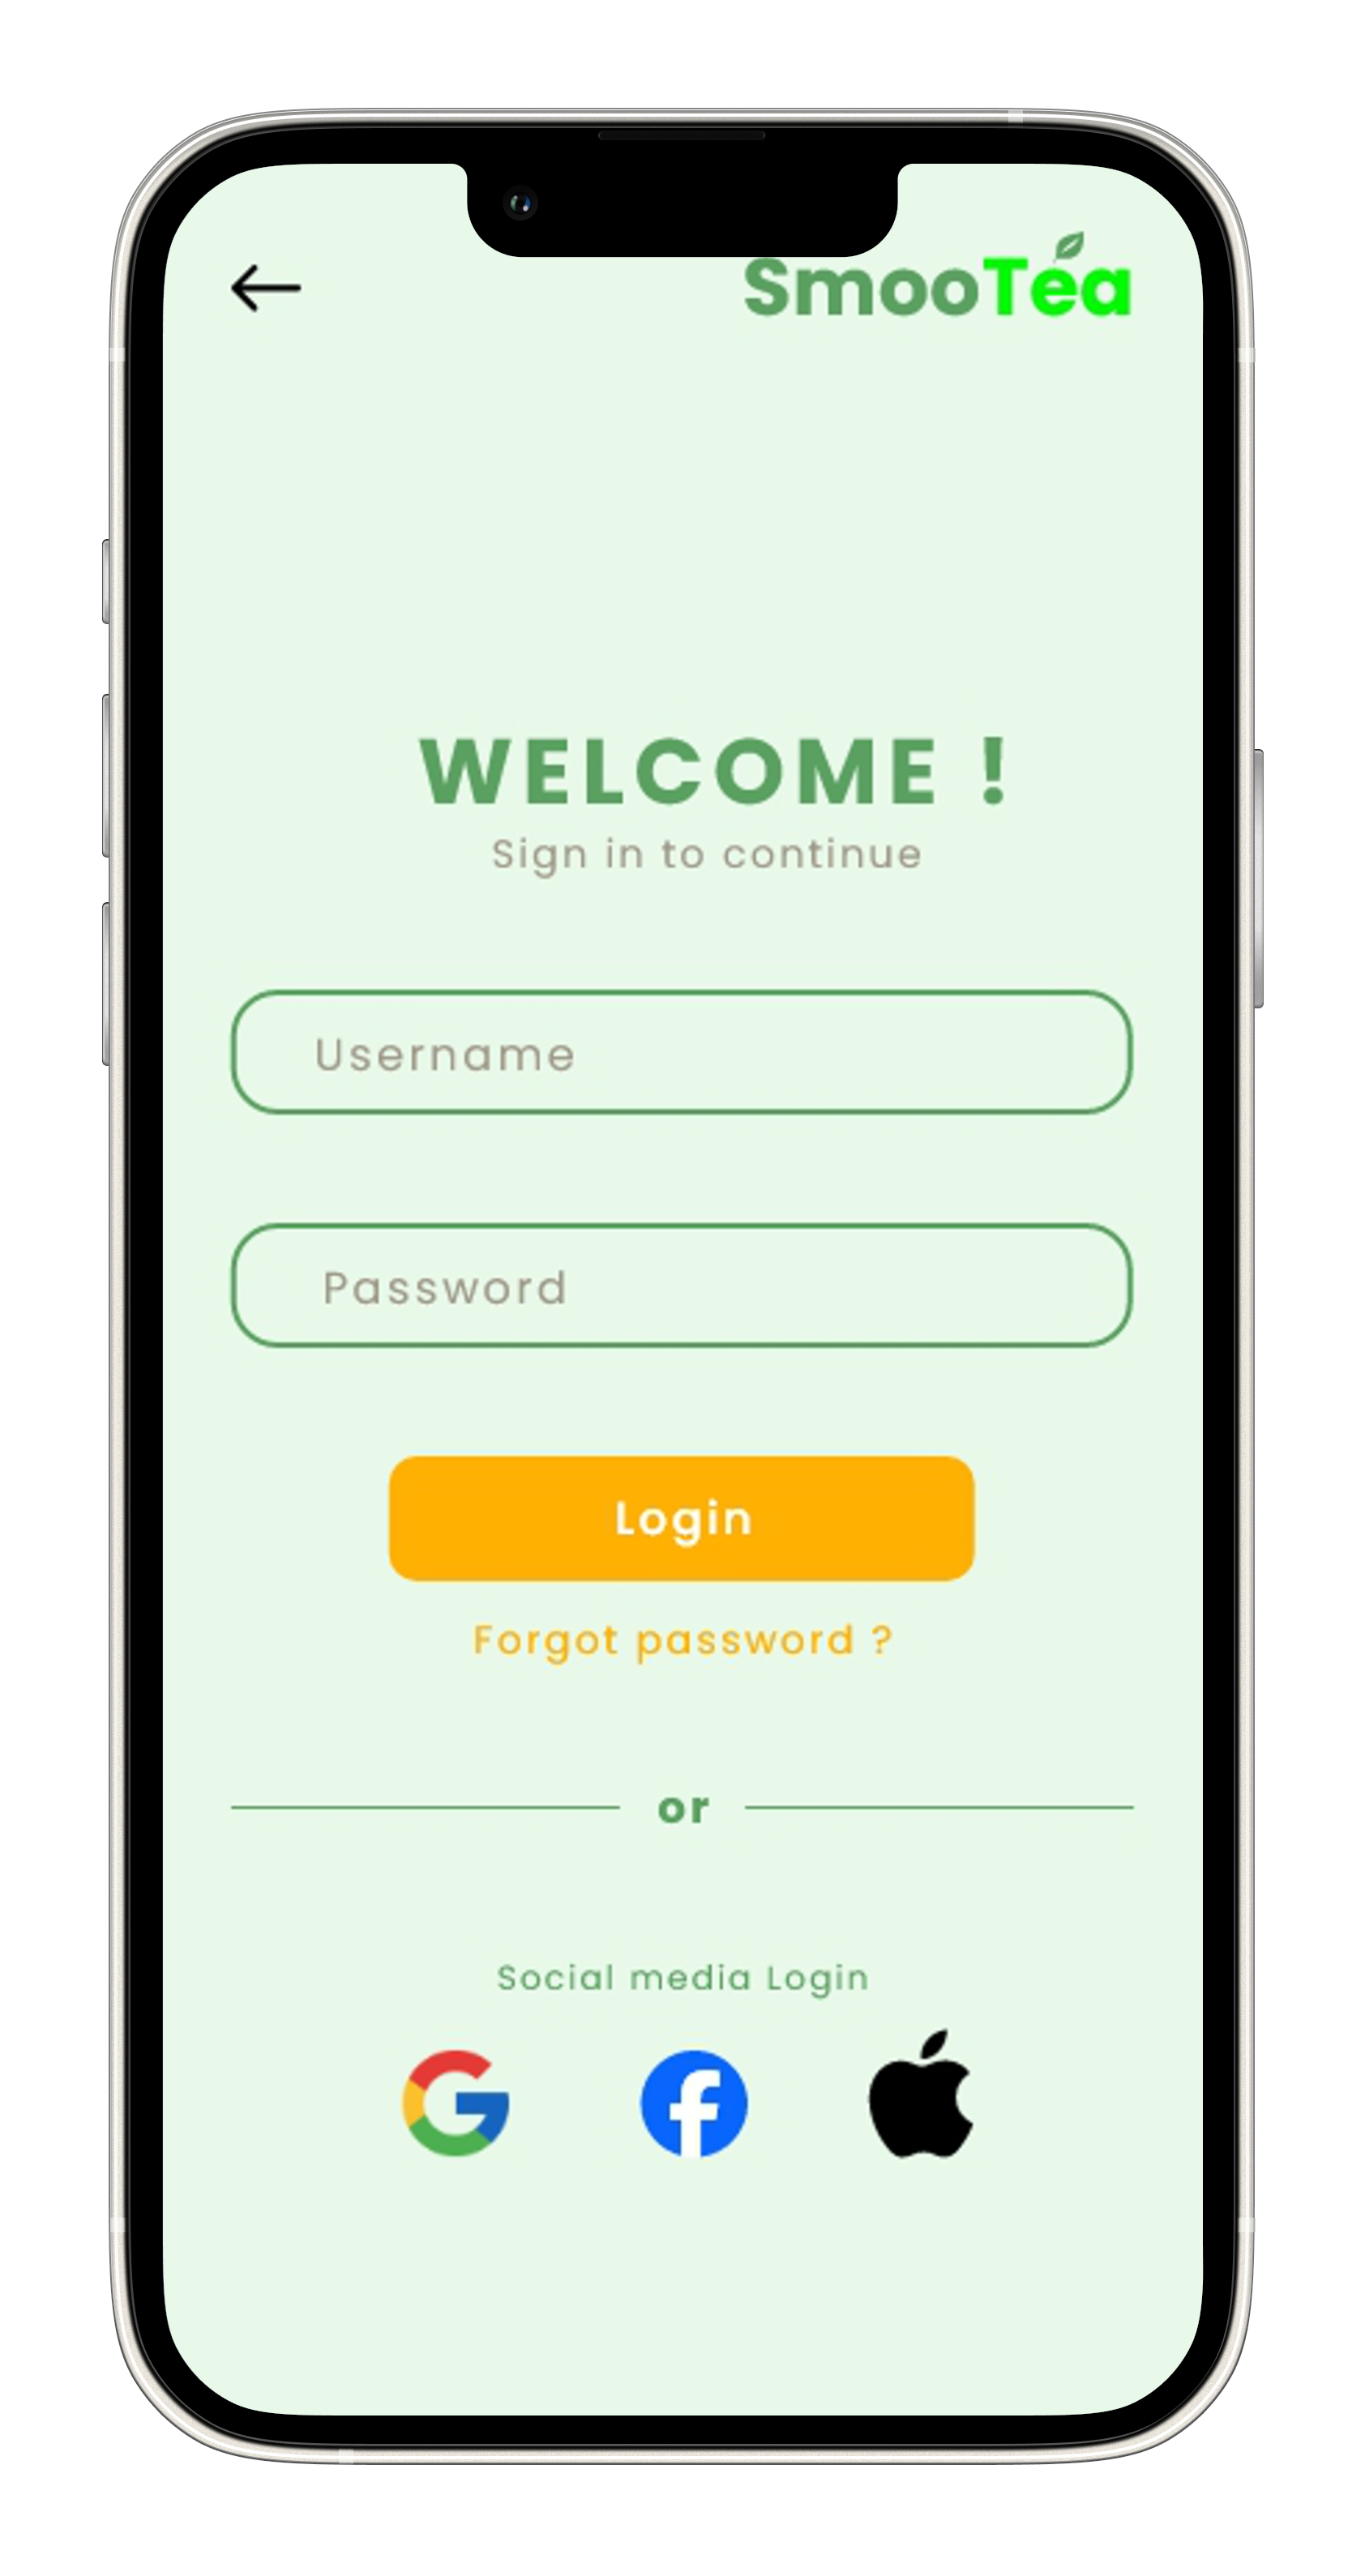 SmooTea
WELCOME !
Sign in to continue
Username
Password
Login
Forgot password ?
or
Social media Login